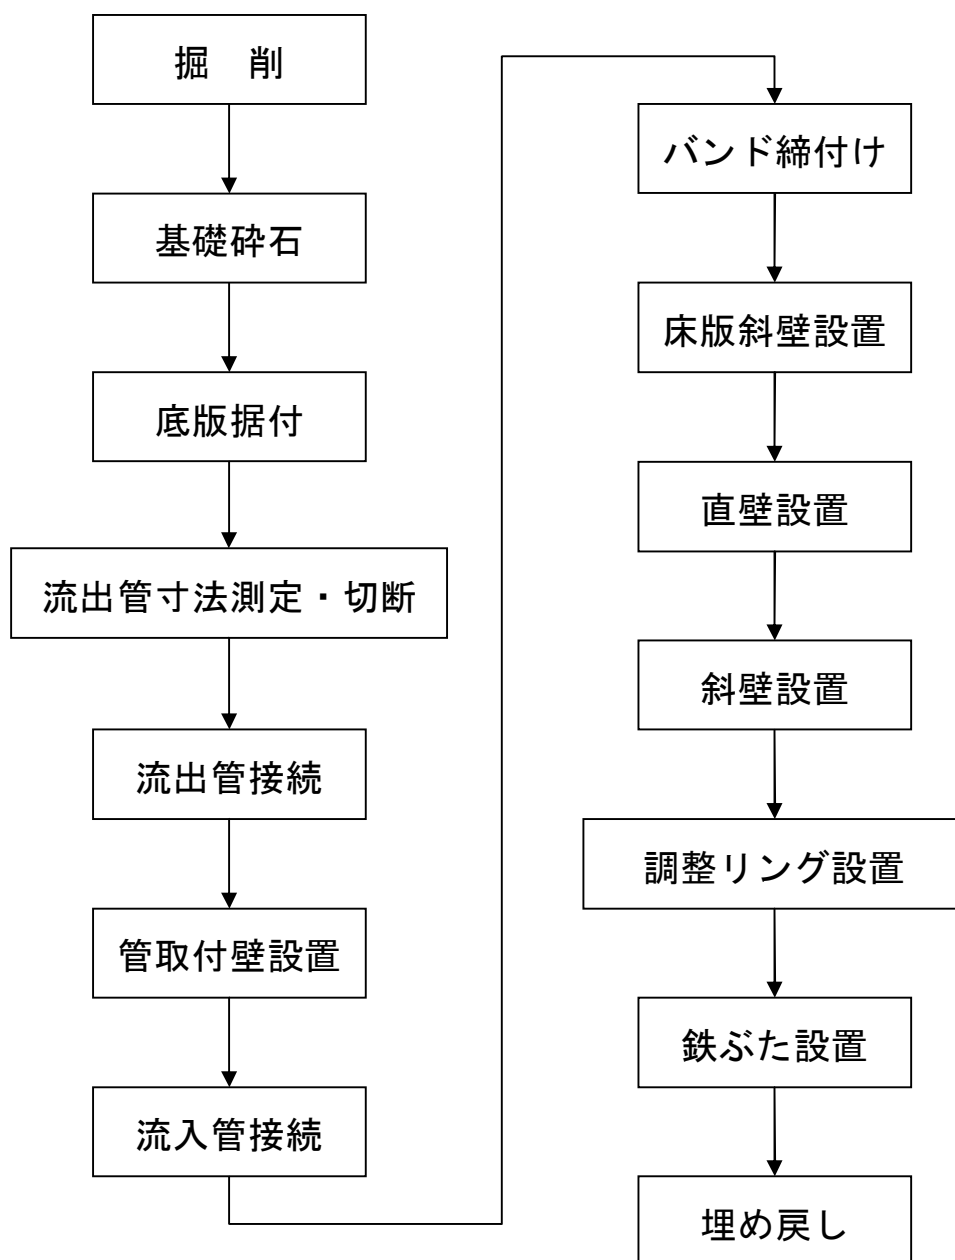 掘　削
基礎砕石
底版据付
流出管寸法測定・切断
流出管接続
管取付壁設置
流入管接続
バンド締付け
床版斜壁設置
直壁設置
斜壁設置
調整リング設置
鉄ぶた設置
埋め戻し